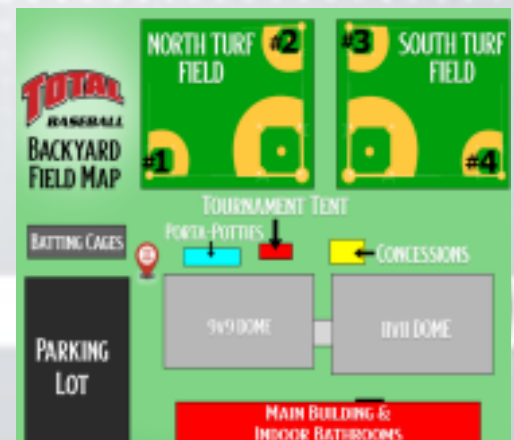 TOTAL
BASEBALL
BACKYARD
FIELD MAP
NORTH TURF
FIELD
#2
#1
#3
SOUTH TURF
FIELD
#4
TOURNAMENT TENT
PORTA-POTTIES
BATTING CAGES
CONCESSIONS
9V9 DOME
11V11 DOME
PARKING
LOT
MAIN BUILDING &
INDOOR BATHROOMS